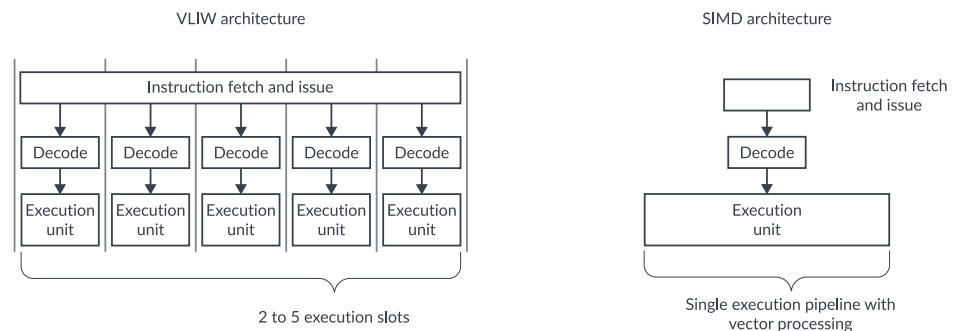 VLIW architecture
Instruction fetch and issue
Decode
Decode
Decode
Decode
Decode
Execution
unit
Execution
unit
Execution
unit
Execution
unit
Execution
unit
2 to 5 execution slots
SIMD architecture
Instruction fetch
and issue
Decode
Execution
unit
Single execution pipeline with
vector processing